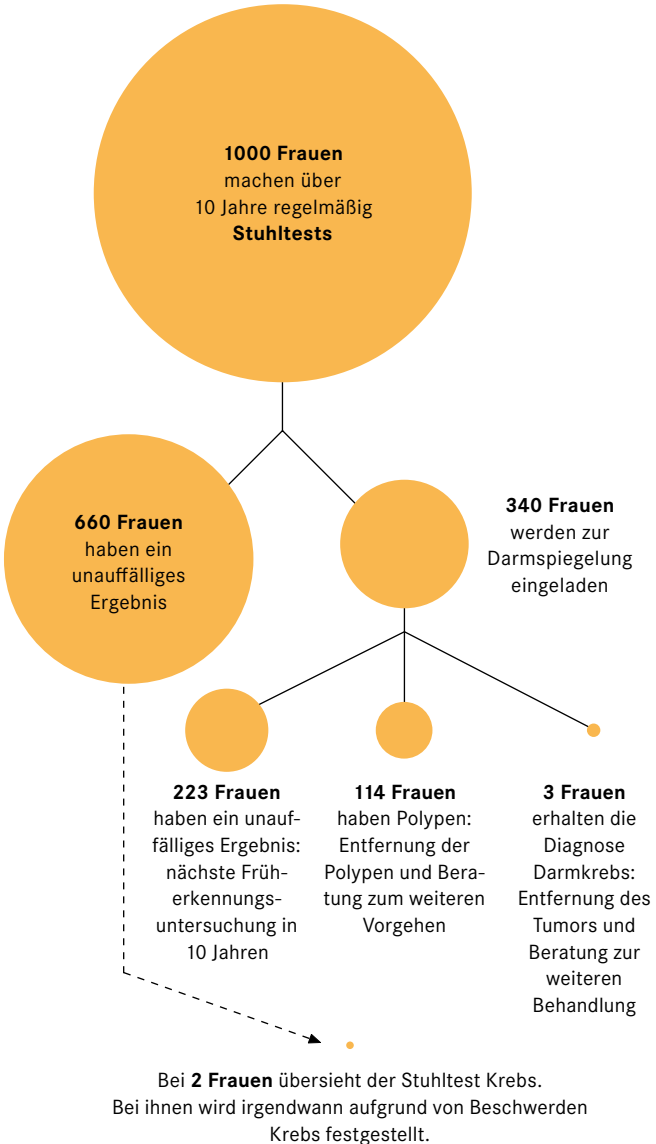 1000 Frauen
machen über
10 Jahre regelmäßig
Stuhltests
660 Frauen
haben ein
unauffälliges
Ergebnis
340 Frauen
werden zur
Darmspiegelung
eingeladen
223 Frauen
haben ein unauf-
fälliges Ergebnis:
nächste Früh-
erkennungs-
untersuchung in
10 Jahren
114 Frauen
haben Polypen:
Entfernung der
Polypen und Bera-
tung zum weiteren
Vorgehen
3 Frauen
erhalten die
Diagnose
Darmkrebs:
Entfernung des
Tumors und
Beratung zur
weiteren
Behandlung
Bei 2 Frauen übersieht der Stuhltest Krebs.
Bei ihnen wird irgendwann aufgrund von Beschwerden
Krebs festgestellt.